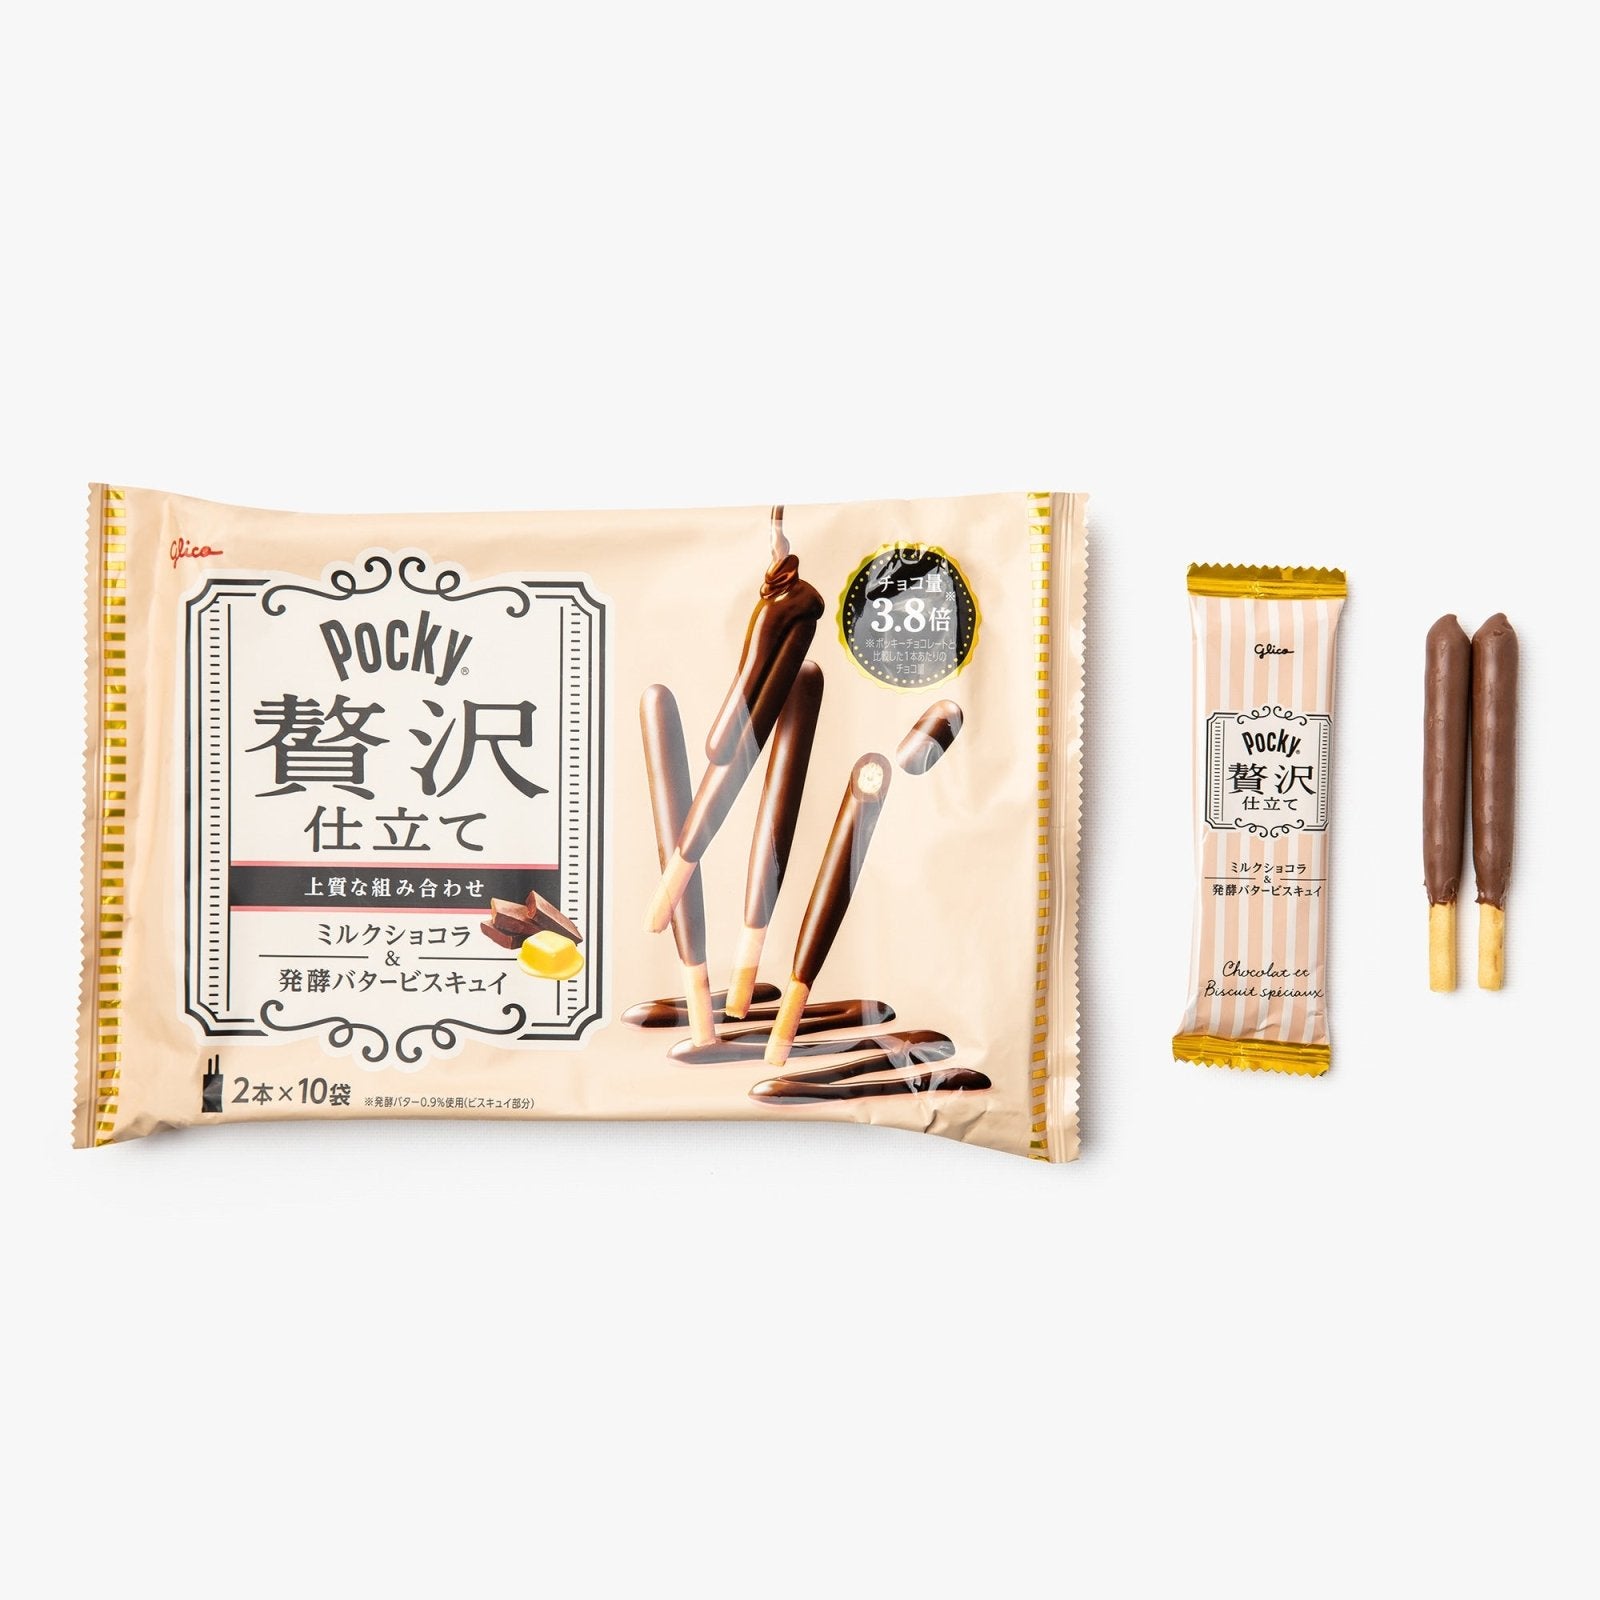 Glico
Pocky®
贅沢
仕立て
上質な組み合わせ
ミルクショコラ
&
発酵バタービスキュイ
2本×10袋
※発酵バター0.9%使用(ビスキュイ部分)
チョコ量
3.8倍※
※ポッキーチョコレートと
比較した1本あたりの
チョコ量
Glico
Pocky®
贅沢
仕立て
ミルクショコラ
&
発酵バタービスキュイ
Chocolat et
Biscuit spéciaux